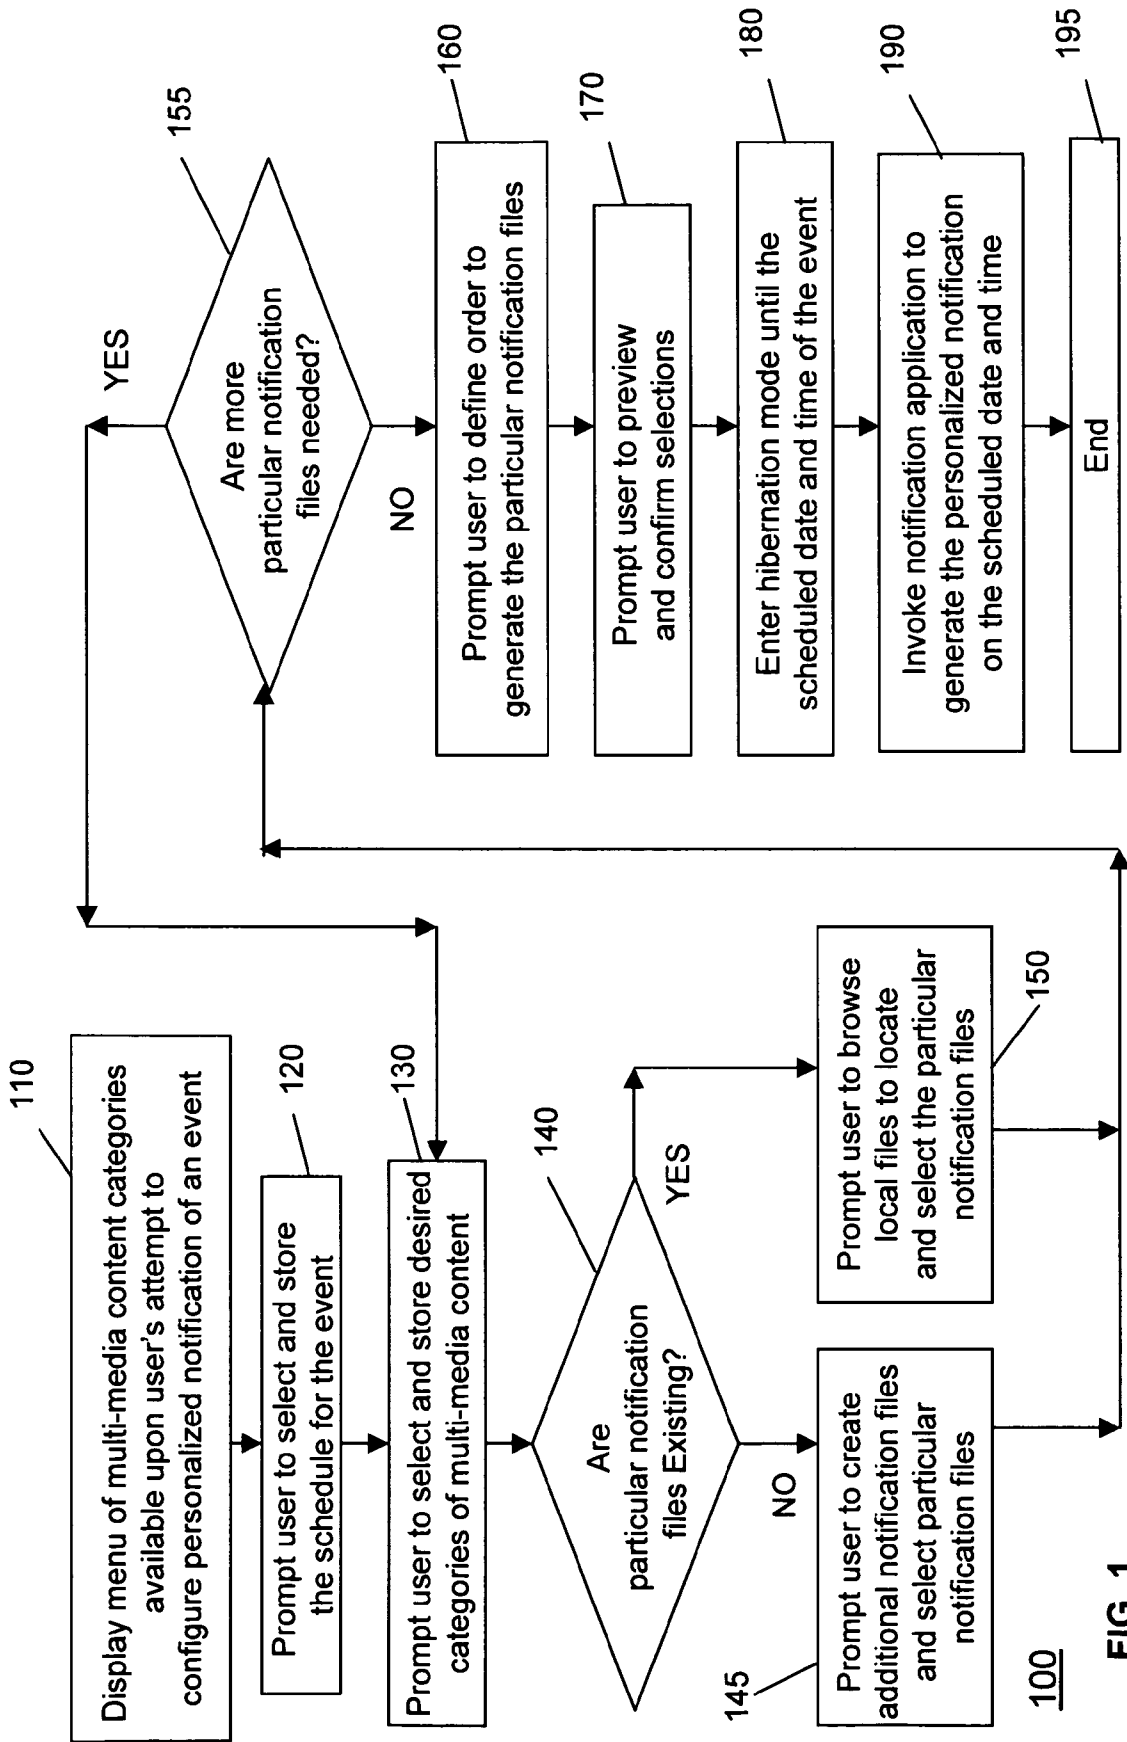 110
Display menu of multi-media content categories
available upon user's attempt to
configure personalized notification of an event
120
Prompt user to select and store
the schedule for the event
130
Prompt user to select and store desired
categories of multi-media content
140
Are
particular notification
files Existing?
YES
NO
145
Prompt user to create
additional notification files
and select particular
notification files
Prompt user to browse
local files to locate
and select the particular
notification files
150
155
Are more
particular notification
files needed?
YES
NO
160
Prompt user to define order to
generate the particular notification files
170
Prompt user to preview
and confirm selections
180
Enter hibernation mode until the
scheduled date and time of the event
190
Invoke notification application to
generate the personalized notification
on the scheduled date and time
195
End
100
FIG. 1